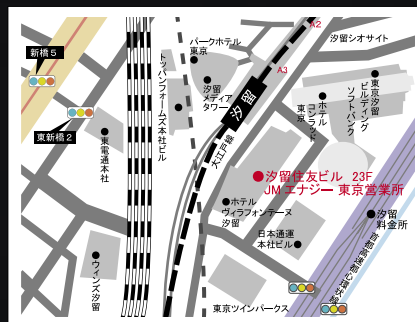 A2
新橋5
パークホテル
東京
汐留シオサイト
A3
汐留
メディア
タワー
トッパンフォームズ本社ビル
汐留
東京汐留
ビルディング
ソフトバンク
ホテル
コンラッド
東京
東新橋2
東電通本社
大江戸線
汐留住友ビル 23F
JMエナジー 東京営業所
ホテル
ヴィラフォンテーヌ
汐留
汐留
料金所
日本通運
本社ビル
ウィンズ汐留
首都高速都心環状線
東京ツインパークス